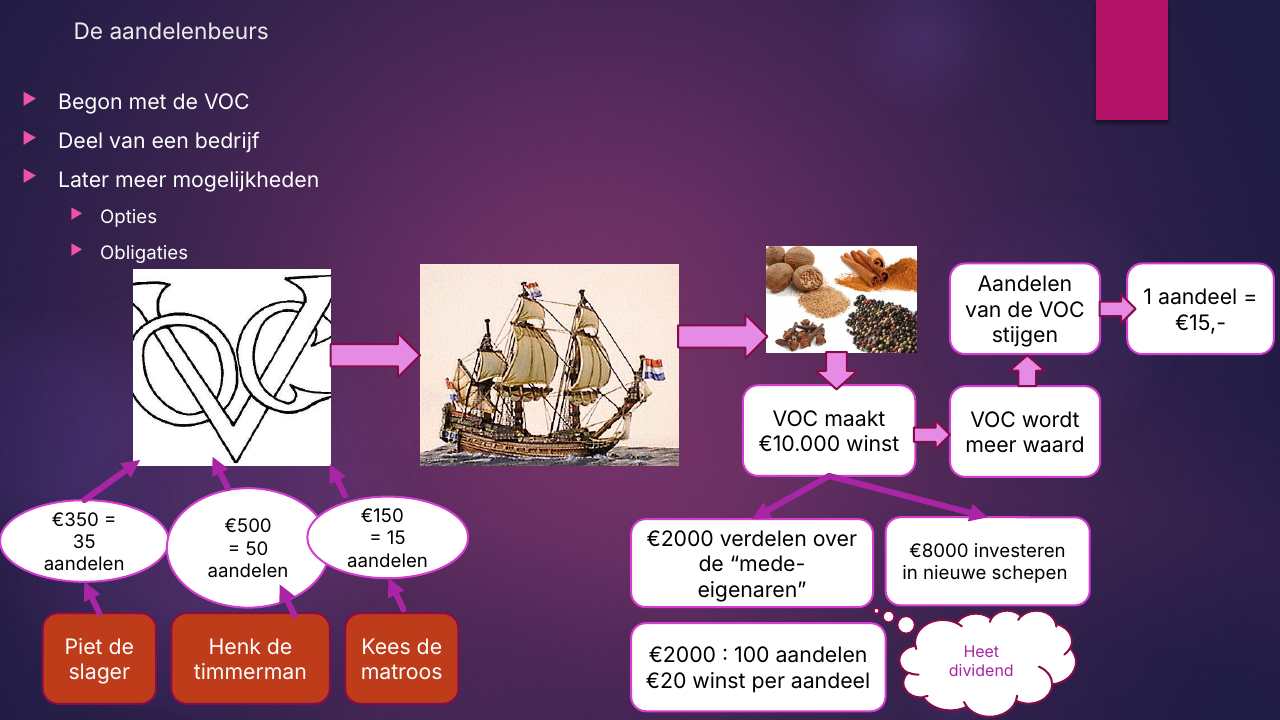 De aandelenbeurs
Begon met de VOC
Deel van een bedrijf
Later meer mogelijkheden
Opties
Obligaties
VOC
Aandelen
van de VOC
stijgen
1 aandeel =
€15,-
VOC maakt
€10.000 winst
VOC wordt
meer waard
€350 =
35
aandelen
€500
= 50
aandelen
€150
= 15
aandelen
€2000 verdelen over
de “mede-
eigenaren”
€8000 investeren
in nieuwe schepen
Piet de
slager
Henk de
timmerman
Kees de
matroos
€2000 : 100 aandelen
€20 winst per aandeel
Heet
dividend